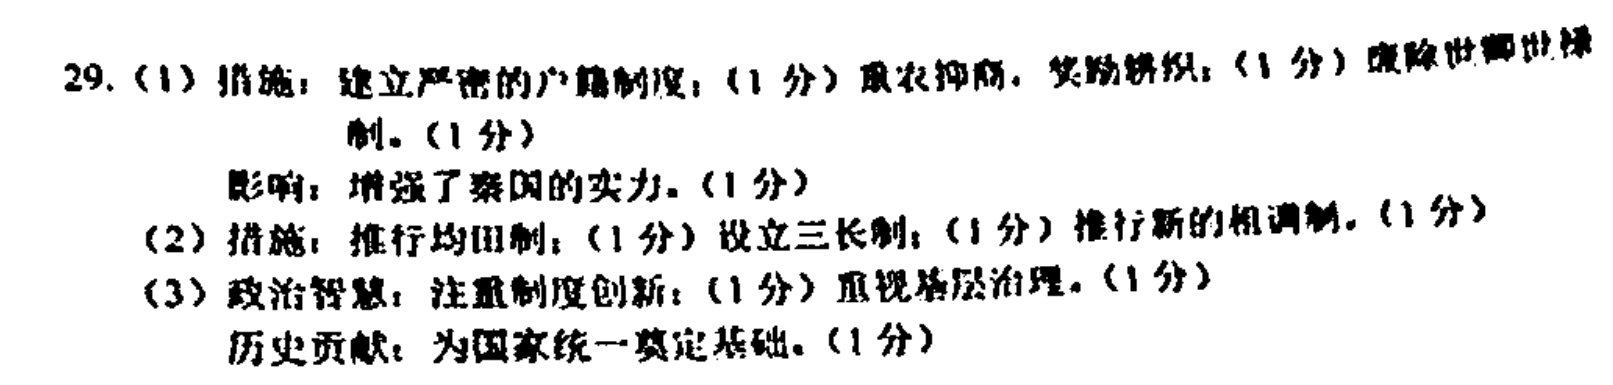 29.（1）措施：建立严密的户籍制度；（1 分）重农抑商，奖励耕织；（1 分）废除世卿世禄
制。（1 分）
影响：增强了秦国的实力。（1 分）
（2）措施：推行均田制；（1 分）设立三长制；（1 分）推行新的租调制。（1 分）
（3）政治智慧：注重制度创新；（1 分）重视基层治理。（1 分）
历史贡献：为国家统一奠定基础。（1 分）